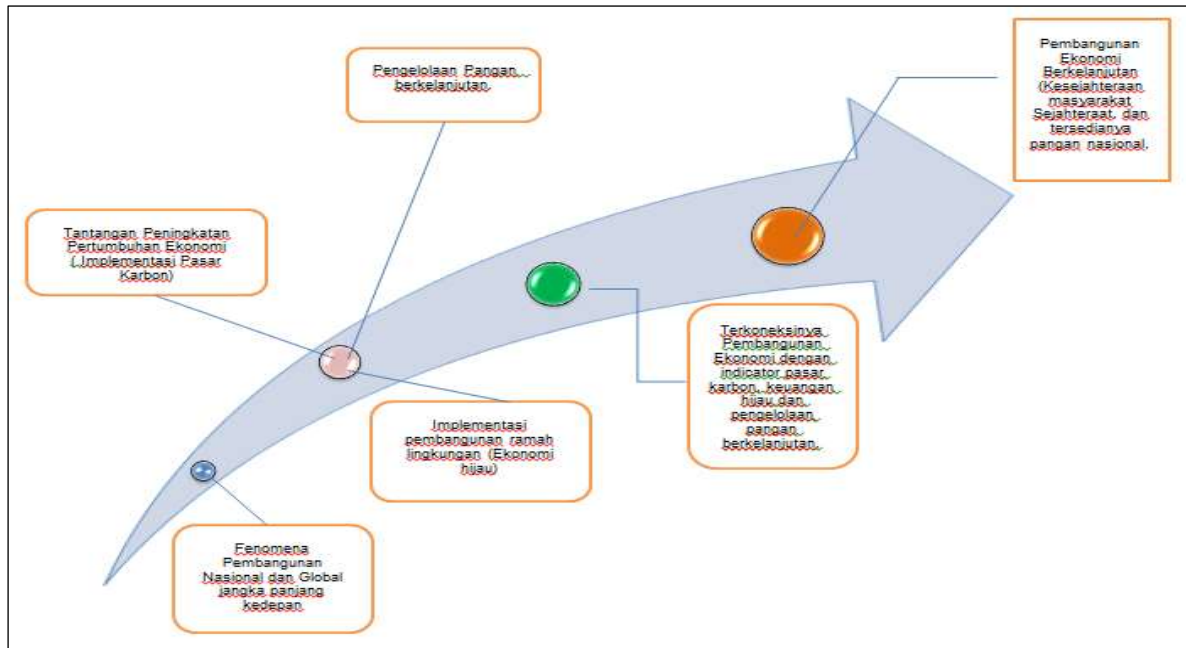 Pengelolaan Pangan
berkelanjutan.
Pembangunan
Ekonomi
Berkelanjutan
(Kesejahteraan
masyarakat
Sejahteraat, dan
tersedianya
pangan nasional.
Tantangan Peningkatan
Pertumbuhan Ekonomi
( Implementasi Pasar
Karbon)
Terkoneksinya
Pembangunan
Ekonomi dengan
indicator pasar
karbon, keuangan
hijau dan
pengelolaan
pangan
berkelanjutan.
Implementasi
pembangunan ramah
lingkungan (Ekonomi
hijau)
Fenomena
Pembangunan
Nasional dan Global
jangka panjang
kedepan